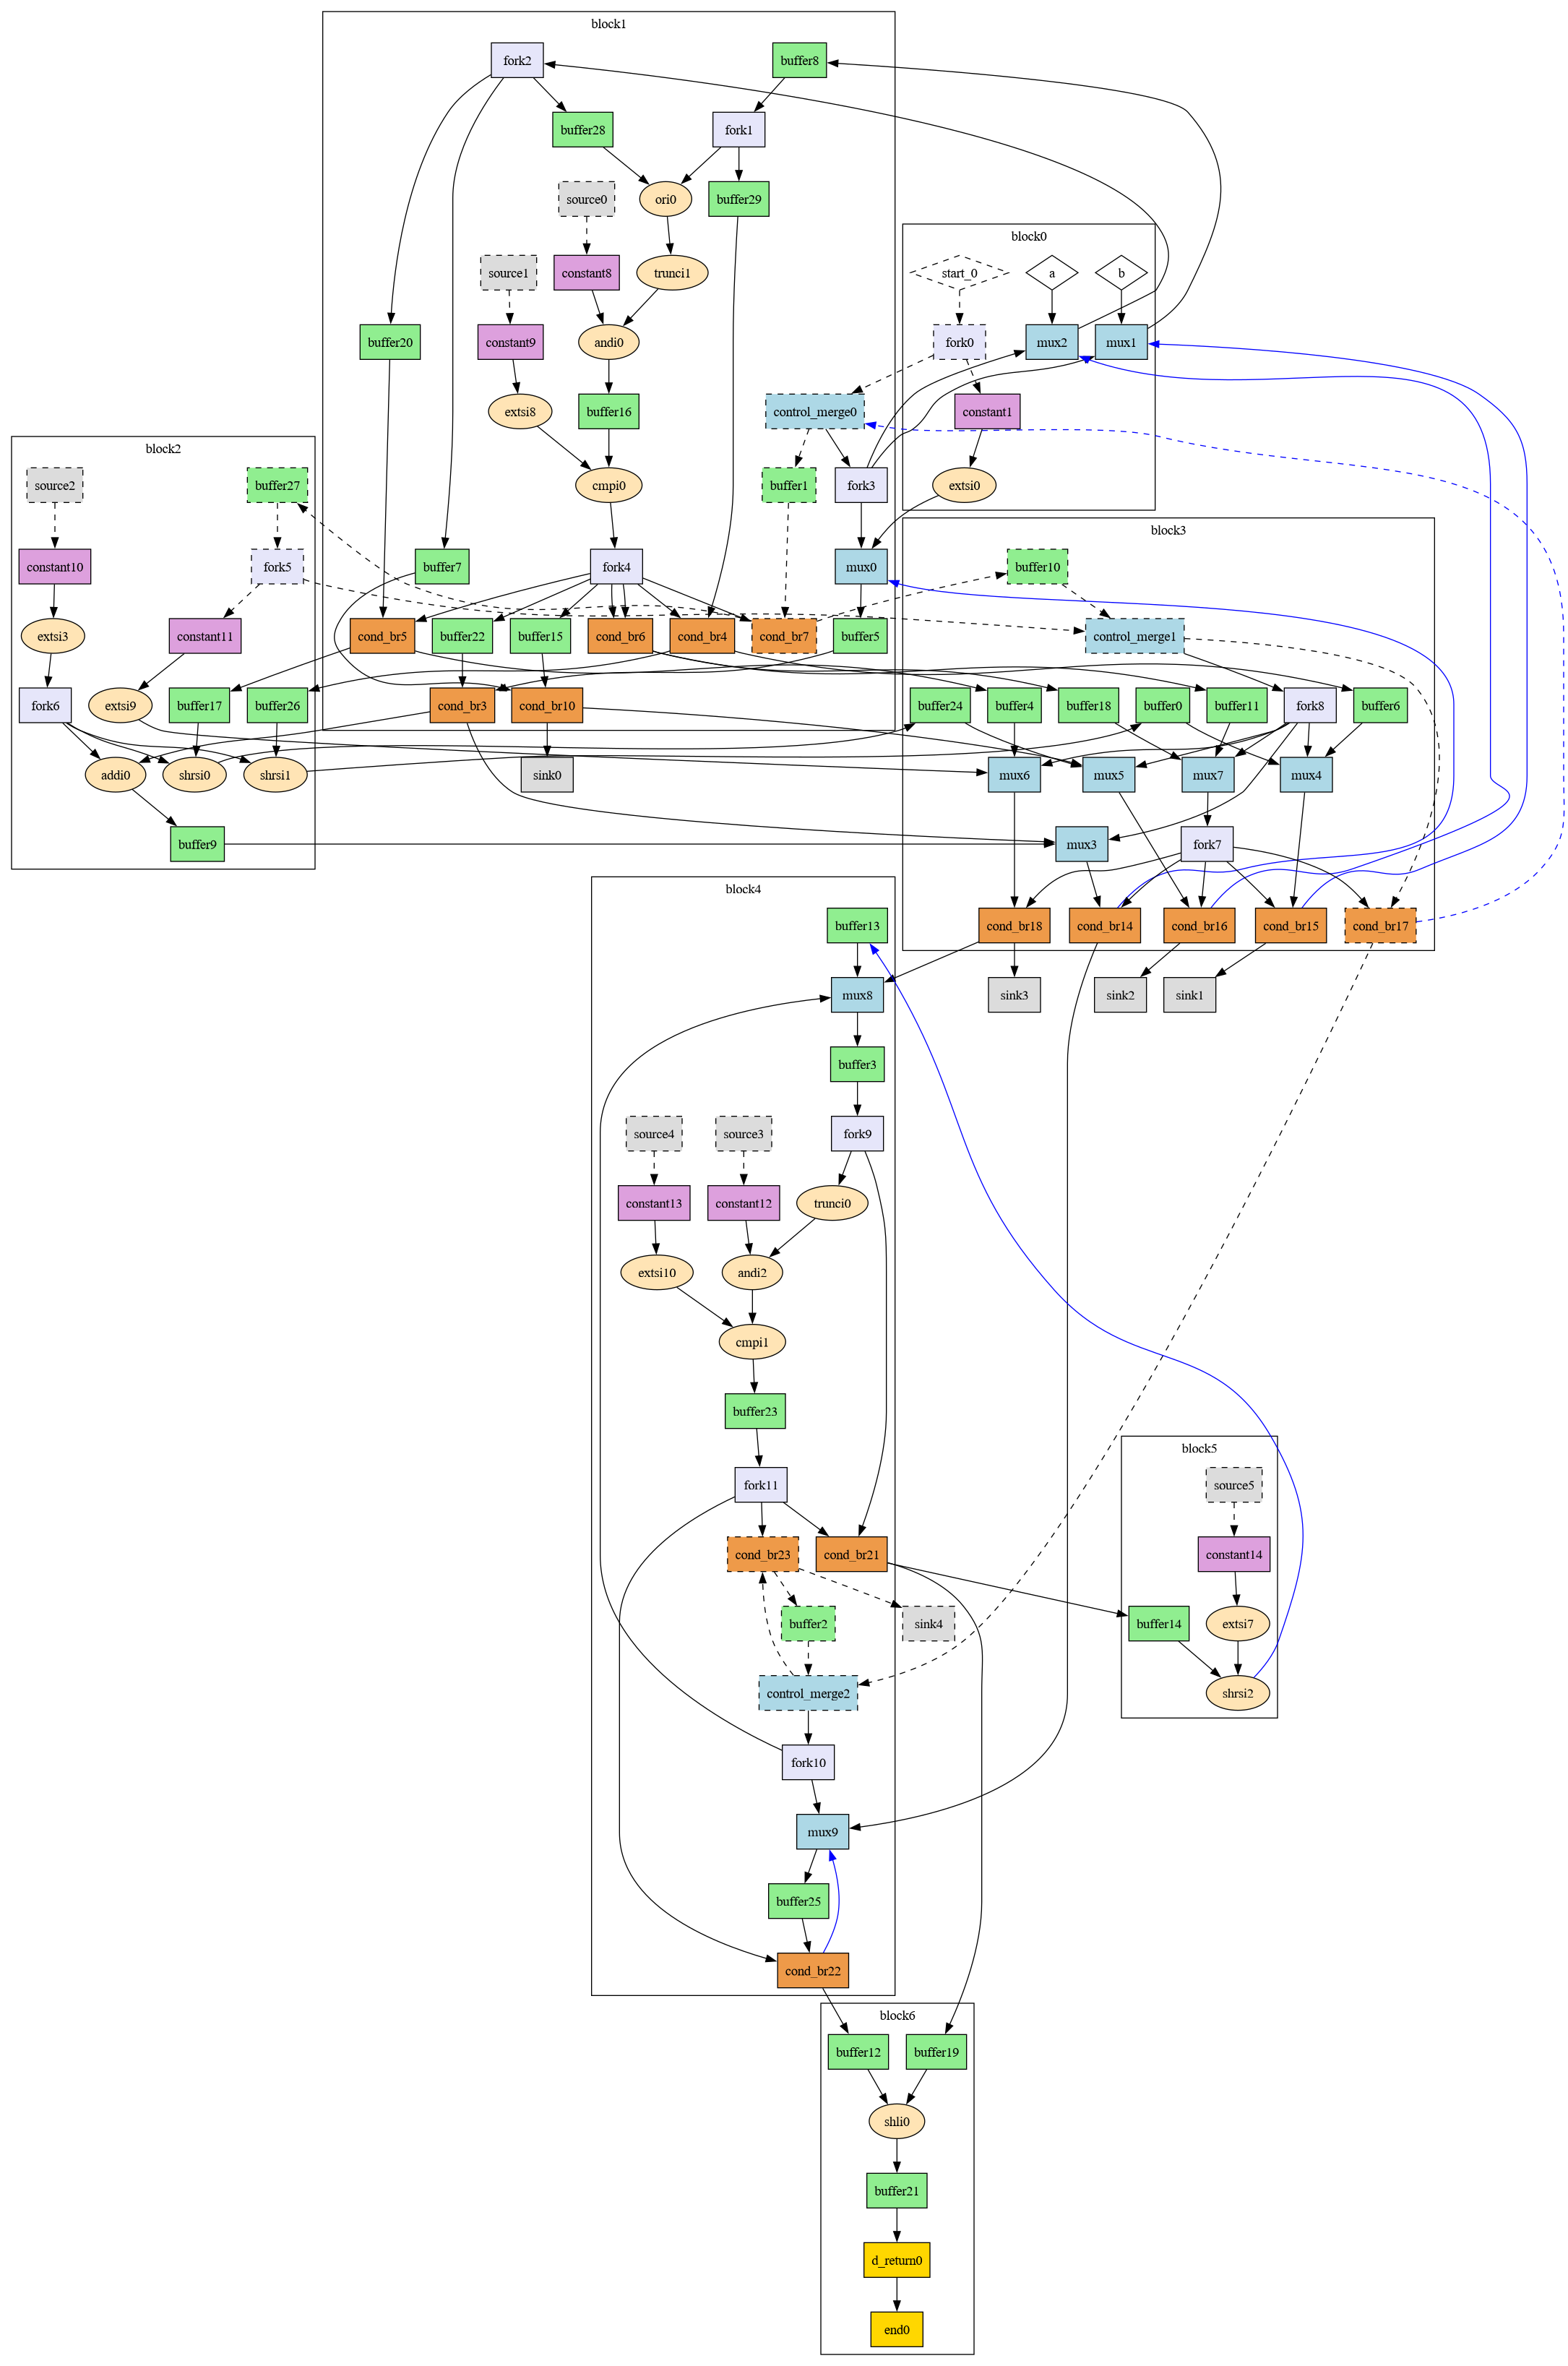 block1
fork2
buffer8
buffer28
fork1
source0
ori0
buffer29
source1
constant8
trunci1
buffer20
constant9
andi0
extsi8
buffer16
cmpi0
buffer7
fork4
cond_br5
buffer22
buffer15
cond_br6
cond_br4
cond_br7
buffer5
cond_br3
cond_br10
control_merge0
buffer1
fork3
mux0
sink0
block0
start_0
a
b
fork0
mux2
mux1
constant1
extsi0
block2
source2
buffer27
constant10
fork5
extsi3
constant11
fork6
extsi9
buffer17
buffer26
addi0
shrsi0
shrsi1
buffer9
block3
buffer10
control_merge1
buffer24
buffer4
buffer18
buffer0
buffer11
fork8
buffer6
mux6
mux5
mux7
mux4
mux3
fork7
cond_br18
cond_br14
cond_br16
cond_br15
cond_br17
sink3
sink2
sink1
block4
buffer13
mux8
buffer3
source4
source3
fork9
constant13
constant12
trunci0
extsi10
andi2
cmpi1
buffer23
fork11
cond_br23
cond_br21
buffer2
sink4
control_merge2
fork10
mux9
buffer25
cond_br22
block5
source5
constant14
buffer14
extsi7
shrsi2
block6
buffer12
buffer19
shli0
buffer21
d_return0
end0